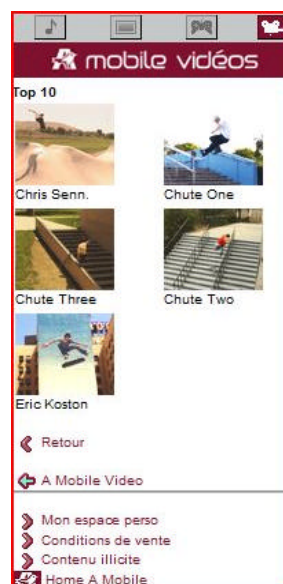 mobile vidéos
Top 10
Chris Senn.
Chute One
Chute Three
Chute Two
Eric Koston
Retour
A Mobile Video
Mon espace perso
Conditions de vente
Contenu illicite
Home A Mobile